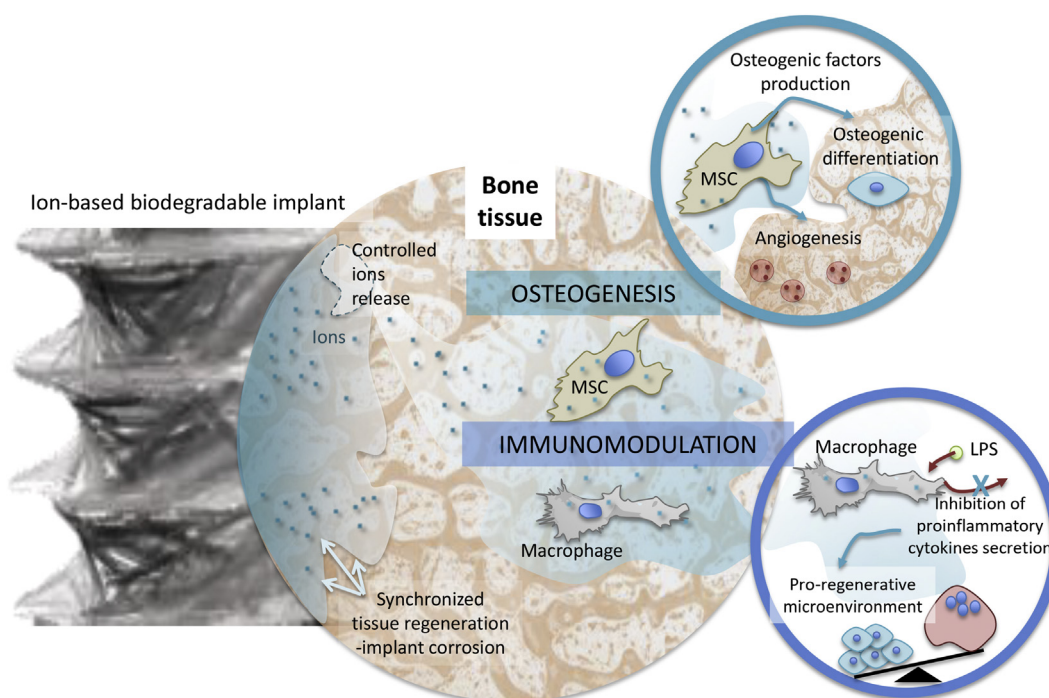 Ion-based biodegradable implant
Bone
tissue
Controlled
ions
release
Ions
OSTEOGENESIS
MSC
IMMUNOMODULATION
Macrophage
Synchronized
tissue regeneration
-implant corrosion
Osteogenic factors
production
Osteogenic
differentiation
MSC
Angiogenesis
Macrophage
LPS
X
Inhibition of
proinflammatory
cytokines secretion
Pro-regenerative
microenvironment